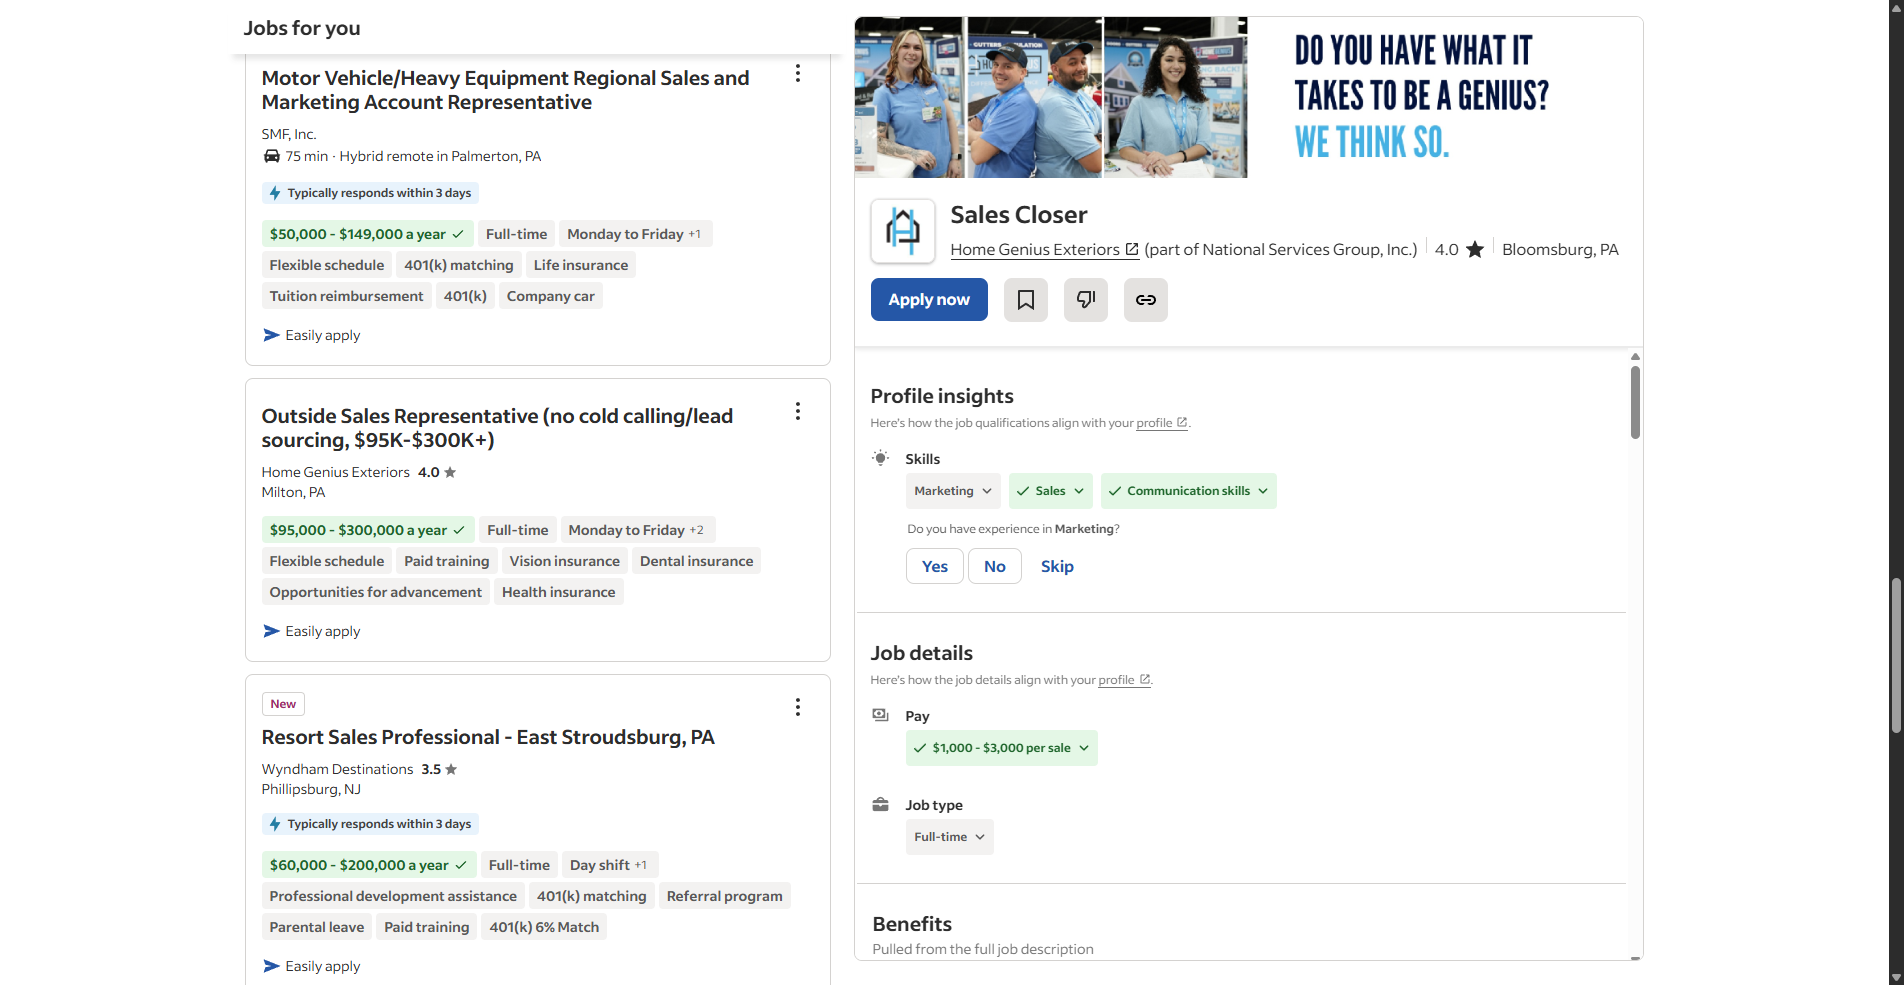 Jobs for you
Motor Vehicle/Heavy Equipment Regional Sales and
Marketing Account Representative
SMF, Inc.
75 min · Hybrid remote in Palmerton, PA
Typically responds within 3 days
$50,000 - $149,000 a year
Full-time
Monday to Friday +1
Flexible schedule
401(k) matching
Life insurance
Tuition reimbursement
401(k)
Company car
Easily apply
Outside Sales Representative (no cold calling/lead
sourcing, $95K-$300K+)
Home Genius Exteriors 4.0
Milton, PA
$95,000 - $300,000 a year
Full-time
Monday to Friday +2
Flexible schedule
Paid training
Vision insurance
Dental insurance
Opportunities for advancement
Health insurance
Easily apply
New
Resort Sales Professional - East Stroudsburg, PA
Wyndham Destinations 3.5
Phillipsburg, NJ
Typically responds within 3 days
$60,000 - $200,000 a year
Full-time
Day shift +1
Professional development assistance
401(k) matching
Referral program
Parental leave
Paid training
401(k) 6% Match
Easily apply
DO YOU HAVE WHAT IT
TAKES TO BE A GENIUS?
WE THINK SO.
Sales Closer
Home Genius Exteriors (part of National Services Group, Inc.) 4.0 Bloomsburg, PA
Apply now
Profile insights
Here's how the job qualifications align with your profile.
Skills
Marketing
Sales
Communication skills
Do you have experience in Marketing?
Yes
No
Skip
Job details
Here's how the job details align with your profile.
Pay
$1,000 - $3,000 per sale
Job type
Full-time
Benefits
Pulled from the full job description